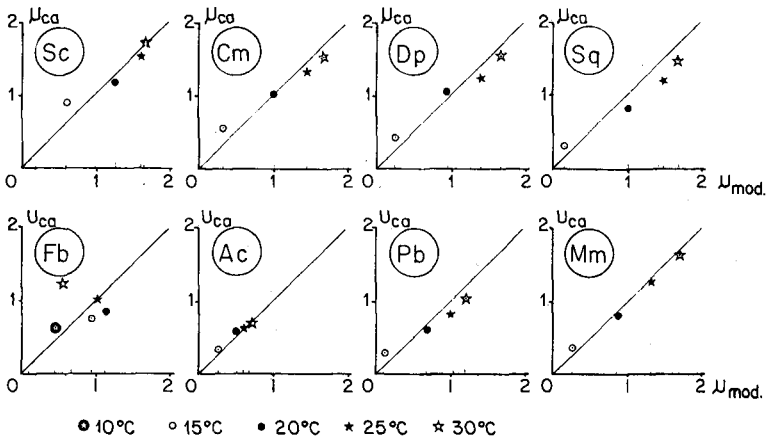 μca μca μca μca
2 2 2 2
Sc Cm Dp Sq
1 1 1 1
0 1 2 0 1 2 0 1 2 0 1 2 μmod.
υca υca υca υca
2 2 2 2
Fb Ac Pb Mm
1 1 1 1
0 1 2 0 1 2 0 1 2 0 1 2 μmod.
10°C 15°C 20°C 25°C 30°C